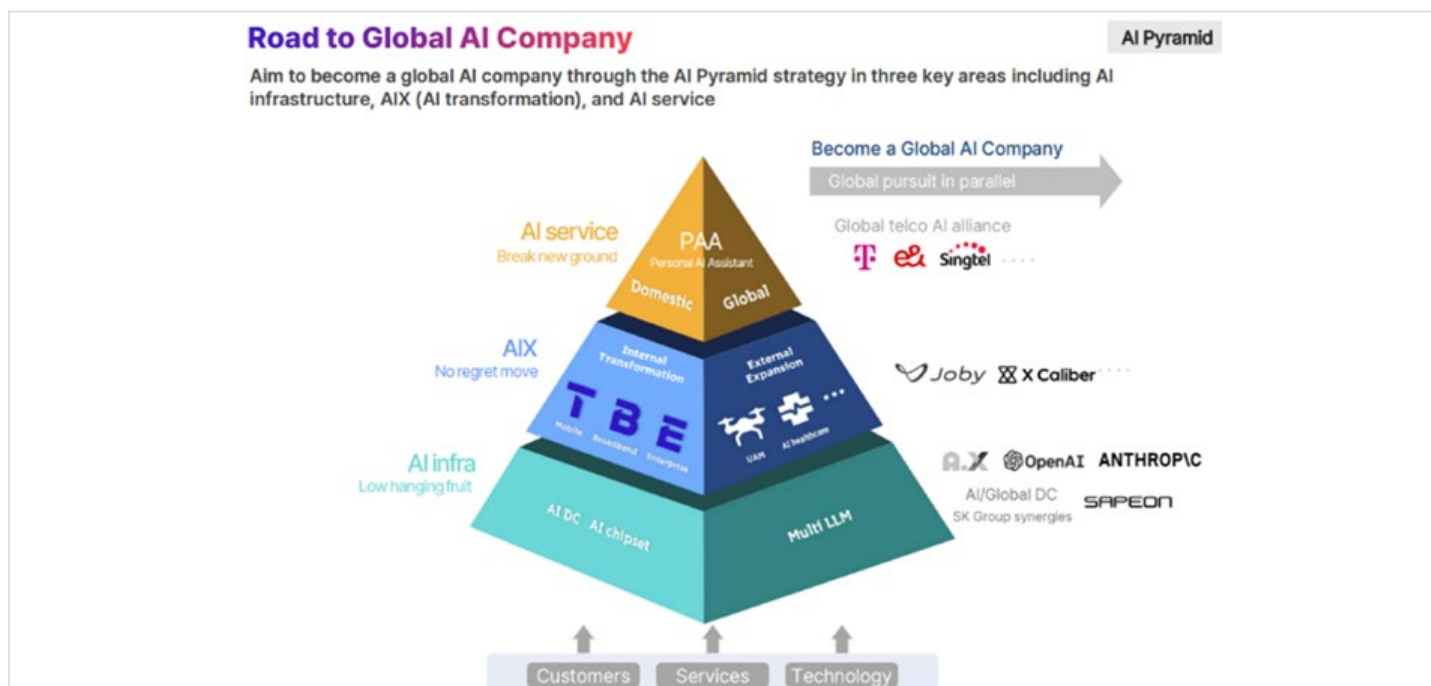 Road to Global AI Company
AI Pyramid
Aim to become a global AI company through the AI Pyramid strategy in three key areas including AI
infrastructure, AIX (AI transformation), and AI service
Become a Global AI Company
Global pursuit in parallel
Global telco AI alliance
T e& Singtel ....
AI service
Break new ground
PAA
Personal AI Assistant
Domestic
Global
AIX
No regret move
Internal
Transformation
T B E
Mobile Broadband Enterprise
External
Expansion
...
UAM AI healthcare
Joby X Caliber ....
AI infra
Low hanging fruit
AI DC AI chipset
Multi LLM
A.X OpenAI ANTHROP\C
AI/Global DC
SK Group synergies
SAPEON
Customers Services Technology